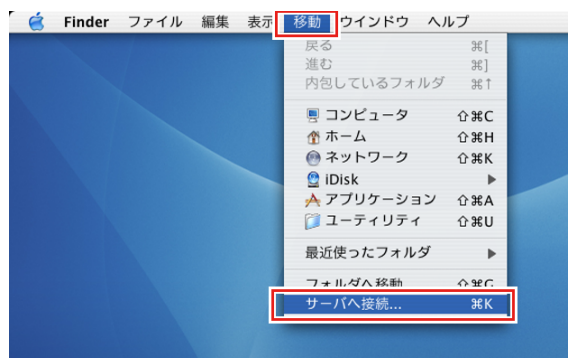 Finder ファイル 編集 表示 移動 ウインドウ ヘルプ
戻る ⌘[
進む ⌘]
内包しているフォルダ ⌘↑
コンピュータ ⇧⌘C
ホーム ⇧⌘H
ネットワーク ⇧⌘K
iDisk ▶
アプリケーション ⇧⌘A
ユーティリティ ⇧⌘U
最近使ったフォルダ ▶
フォルダへ移動 ⇧⌘G
サーバへ接続... ⌘K